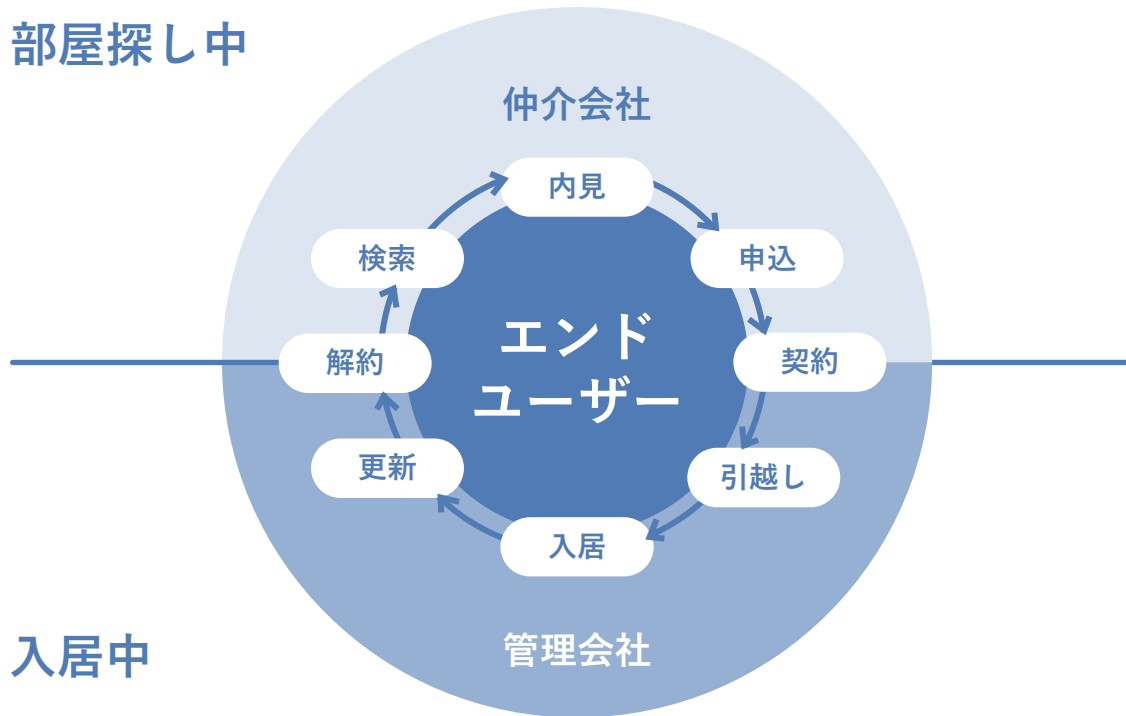 部屋探し中
仲介会社
内見
検索
申込
エンド
ユーザー
解約
契約
更新
引越し
入居
管理会社
入居中